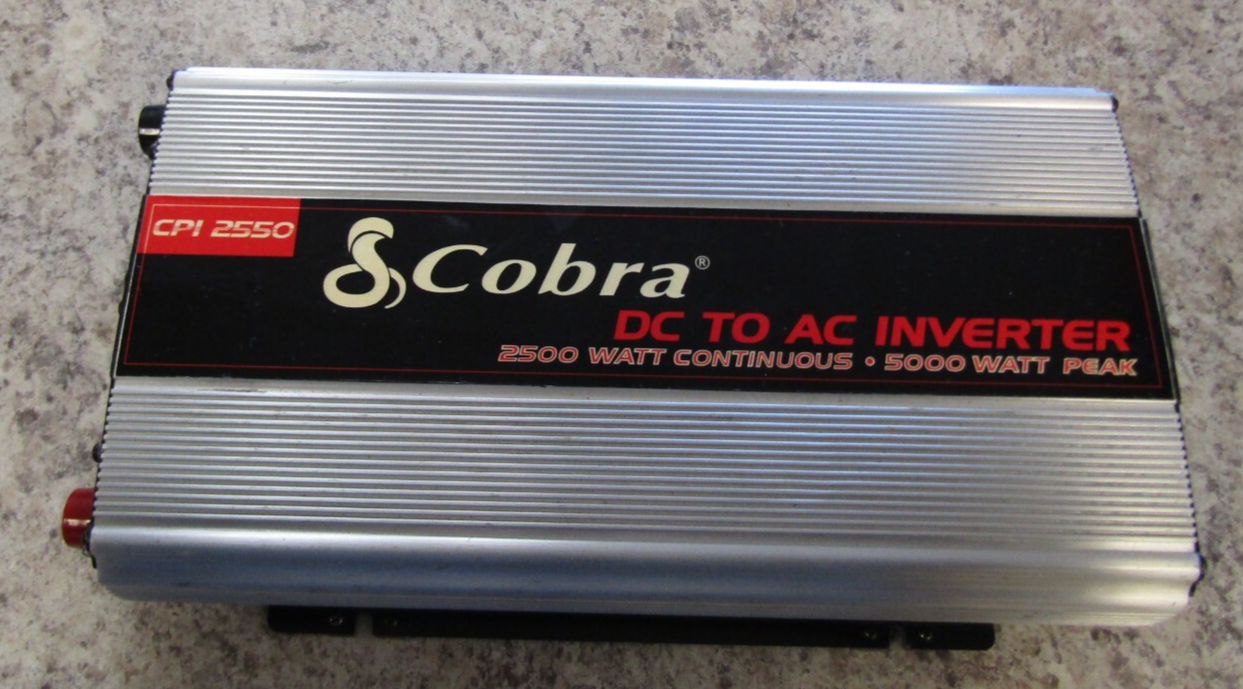 CPI 2550
Cobra®
DC TO AC INVERTER
2500 WATT CONTINUOUS • 5000 WATT PEAK